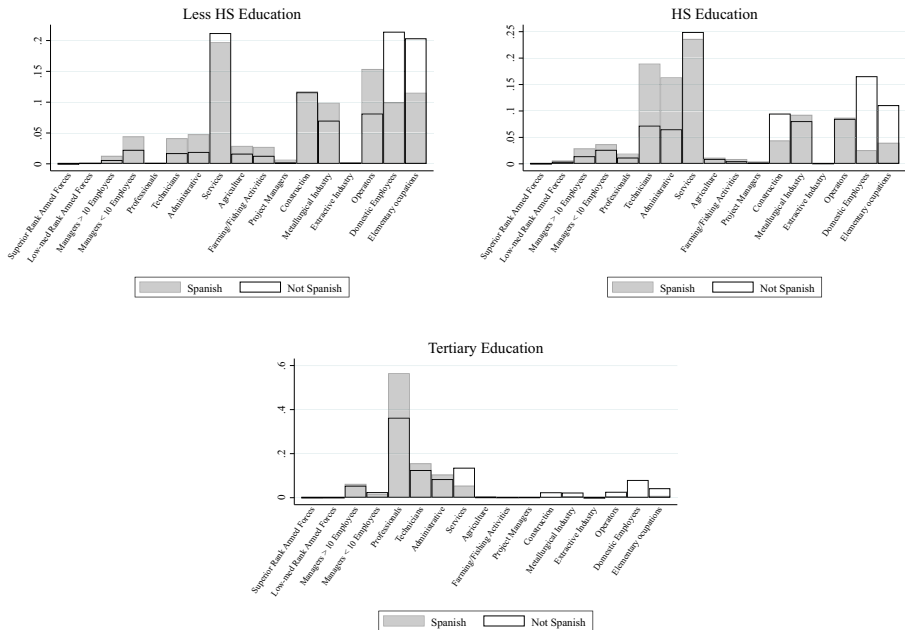 Less HS Education
.2
.15
.1
.05
0
Superior Rank Armed Forces
Low-med Rank Armed Forces
Managers > 10 Employees
Managers < 10 Employees
Professionals
Technicians
Administrative
Services
Agriculture
Farming/Fishing Activities
Project Managers
Construction
Metallurgical Industry
Extractive Industry
Operators
Domestic Employees
Elementary ocupations
Spanish
Not Spanish
HS Education
.25
.2
.15
.1
.05
0
Superior Rank Armed Forces
Low-med Rank Armed Forces
Managers > 10 Employees
Managers < 10 Employees
Professionals
Technicians
Administrative
Services
Agriculture
Farming/Fishing Activities
Project Managers
Construction
Metallurgical Industry
Extractive Industry
Operators
Domestic Employees
Elementary ocupations
Spanish
Not Spanish
Tertiary Education
.6
.4
.2
0
Superior Rank Armed Forces
Low-med Rank Armed Forces
Managers > 10 Employees
Managers < 10 Employees
Professionals
Technicians
Administrative
Services
Agriculture
Farming/Fishing Activities
Project Managers
Construction
Metallurgical Industry
Extractive Industry
Operators
Domestic Employees
Elementary ocupations
Spanish
Not Spanish